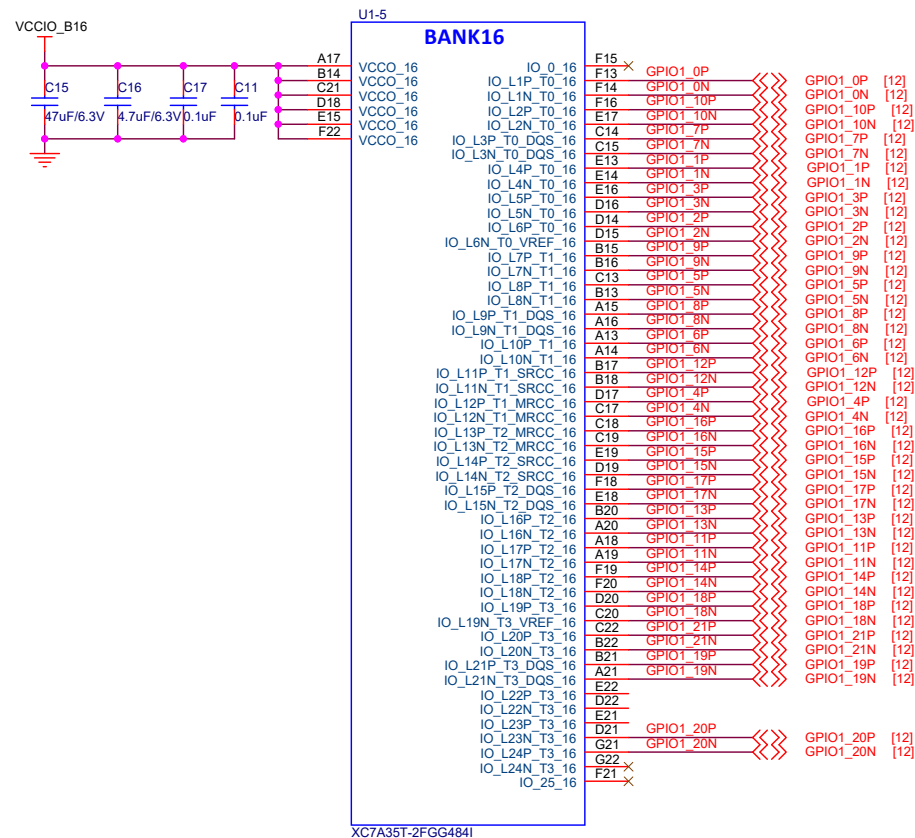 U1-5
VCCIO_B16
BANK16
C15 C16 C17 C11
47uF/6.3V 4.7uF/6.3V 0.1uF 0.1uF
A17 VCCO_16
B14 VCCO_16
C21 VCCO_16
D18 VCCO_16
E15 VCCO_16
F22 VCCO_16
IO_0_16 F15
IO_L1P_T0_16 F13 GPIO1_0P GPIO1_0P [12]
IO_L1N_T0_16 F14 GPIO1_0N GPIO1_0N [12]
IO_L2P_T0_16 F16 GPIO1_10P GPIO1_10P [12]
IO_L2N_T0_16 E17 GPIO1_10N GPIO1_10N [12]
IO_L3P_T0_DQS_16 C14 GPIO1_7P GPIO1_7P [12]
IO_L3N_T0_DQS_16 C15 GPIO1_7N GPIO1_7N [12]
IO_L4P_T0_16 E13 GPIO1_1P GPIO1_1P [12]
IO_L4N_T0_16 E14 GPIO1_1N GPIO1_1N [12]
IO_L5P_T0_16 E16 GPIO1_3P GPIO1_3P [12]
IO_L5N_T0_16 D16 GPIO1_3N GPIO1_3N [12]
IO_L6P_T0_16 D14 GPIO1_2P GPIO1_2P [12]
IO_L6N_T0_VREF_16 D15 GPIO1_2N GPIO1_2N [12]
IO_L7P_T1_16 B15 GPIO1_9P GPIO1_9P [12]
IO_L7N_T1_16 B16 GPIO1_9N GPIO1_9N [12]
IO_L8P_T1_16 C13 GPIO1_5P GPIO1_5P [12]
IO_L8N_T1_16 B13 GPIO1_5N GPIO1_5N [12]
IO_L9P_T1_DQS_16 A15 GPIO1_8P GPIO1_8P [12]
IO_L9N_T1_DQS_16 A16 GPIO1_8N GPIO1_8N [12]
IO_L10P_T1_16 A13 GPIO1_6P GPIO1_6P [12]
IO_L10N_T1_16 A14 GPIO1_6N GPIO1_6N [12]
IO_L11P_T1_SRCC_16 B17 GPIO1_12P GPIO1_12P [12]
IO_L11N_T1_SRCC_16 B18 GPIO1_12N GPIO1_12N [12]
IO_L12P_T1_MRCC_16 D17 GPIO1_4P GPIO1_4P [12]
IO_L12N_T1_MRCC_16 C17 GPIO1_4N GPIO1_4N [12]
IO_L13P_T2_MRCC_16 C18 GPIO1_16P GPIO1_16P [12]
IO_L13N_T2_MRCC_16 C19 GPIO1_16N GPIO1_16N [12]
IO_L14P_T2_SRCC_16 E19 GPIO1_15P GPIO1_15P [12]
IO_L14N_T2_SRCC_16 D19 GPIO1_15N GPIO1_15N [12]
IO_L15P_T2_DQS_16 F18 GPIO1_17P GPIO1_17P [12]
IO_L15N_T2_DQS_16 E18 GPIO1_17N GPIO1_17N [12]
IO_L16P_T2_16 B20 GPIO1_13P GPIO1_13P [12]
IO_L16N_T2_16 A20 GPIO1_13N GPIO1_13N [12]
IO_L17P_T2_16 A18 GPIO1_11P GPIO1_11P [12]
IO_L17N_T2_16 A19 GPIO1_11N GPIO1_11N [12]
IO_L18P_T2_16 F19 GPIO1_14P GPIO1_14P [12]
IO_L18N_T2_16 F20 GPIO1_14N GPIO1_14N [12]
IO_L19P_T3_16 D20 GPIO1_18P GPIO1_18P [12]
IO_L19N_T3_VREF_16 C20 GPIO1_18N GPIO1_18N [12]
IO_L20P_T3_16 C22 GPIO1_21P GPIO1_21P [12]
IO_L20N_T3_16 B22 GPIO1_21N GPIO1_21N [12]
IO_L21P_T3_DQS_16 B21 GPIO1_19P GPIO1_19P [12]
IO_L21N_T3_DQS_16 A21 GPIO1_19N GPIO1_19N [12]
IO_L22P_T3_16 E22
IO_L22N_T3_16 D22
IO_L23P_T3_16 E21
IO_L23N_T3_16 D21 GPIO1_20P GPIO1_20P [12]
IO_L24P_T3_16 G21 GPIO1_20N GPIO1_20N [12]
IO_L24N_T3_16 G22
IO_25_16 F21
XC7A35T-2FGG484I